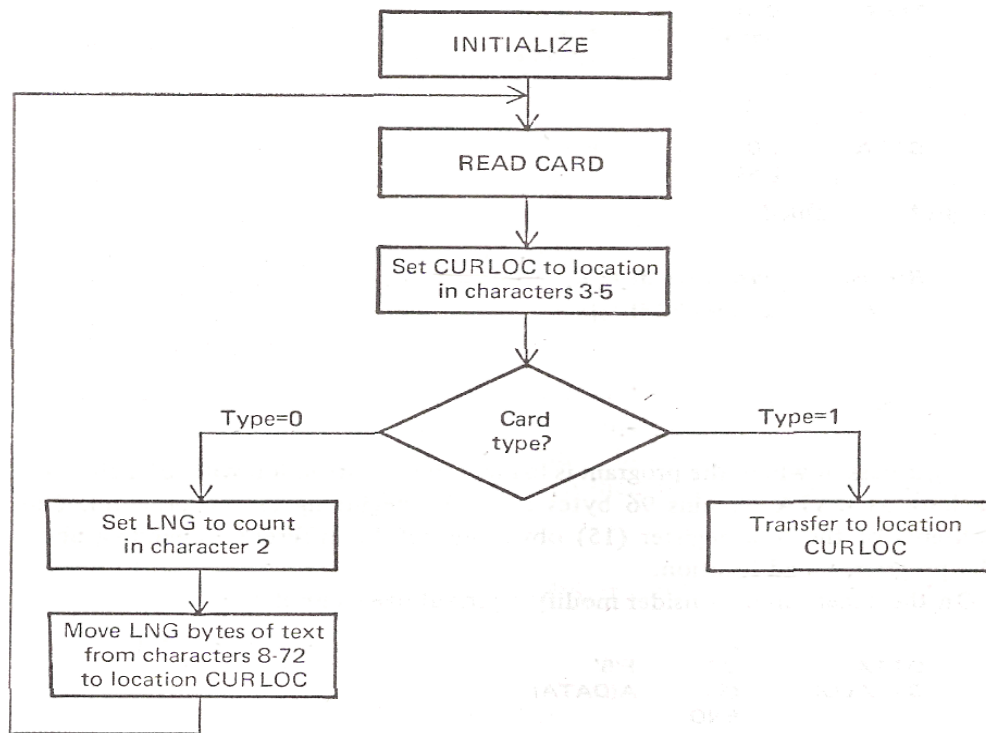 INITIALIZE
READ CARD
Set CURLOC to location
in characters 3-5
Card
type?
Type=0
Type=1
Set LNG to count
in character 2
Transfer to location
CURLOC
Move LNG bytes of text
from characters 8-72
to location CURLOC